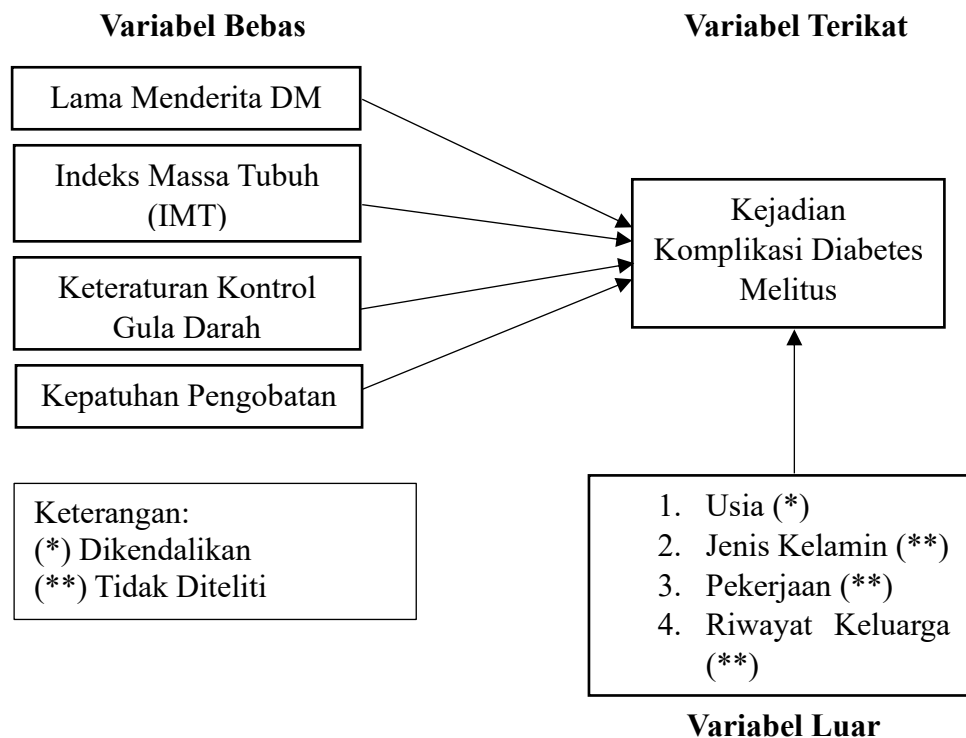 Variabel Bebas
Variabel Terikat
Lama Menderita DM
Indeks Massa Tubuh
(IMT)
Keteraturan Kontrol
Gula Darah
Kepatuhan Pengobatan
Kejadian
Komplikasi Diabetes
Melitus
Keterangan:
(*) Dikendalikan
(**) Tidak Diteliti
1. Usia (*)
2. Jenis Kelamin (**)
3. Pekerjaan (**)
4. Riwayat Keluarga
(**)
Variabel Luar